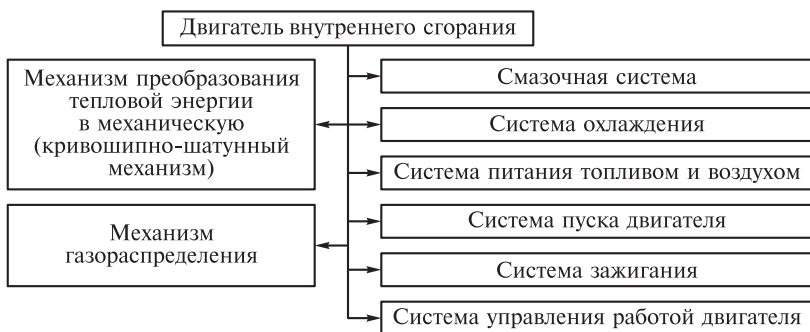 Двигатель внутреннего сгорания
Механизм преобразования
тепловой энергии
в механическую
(кривошипно-шатунный
механизм)
Механизм
газораспределения
Смазочная система
Система охлаждения
Система питания топливом и воздухом
Система пуска двигателя
Система зажигания
Система управления работой двигателя